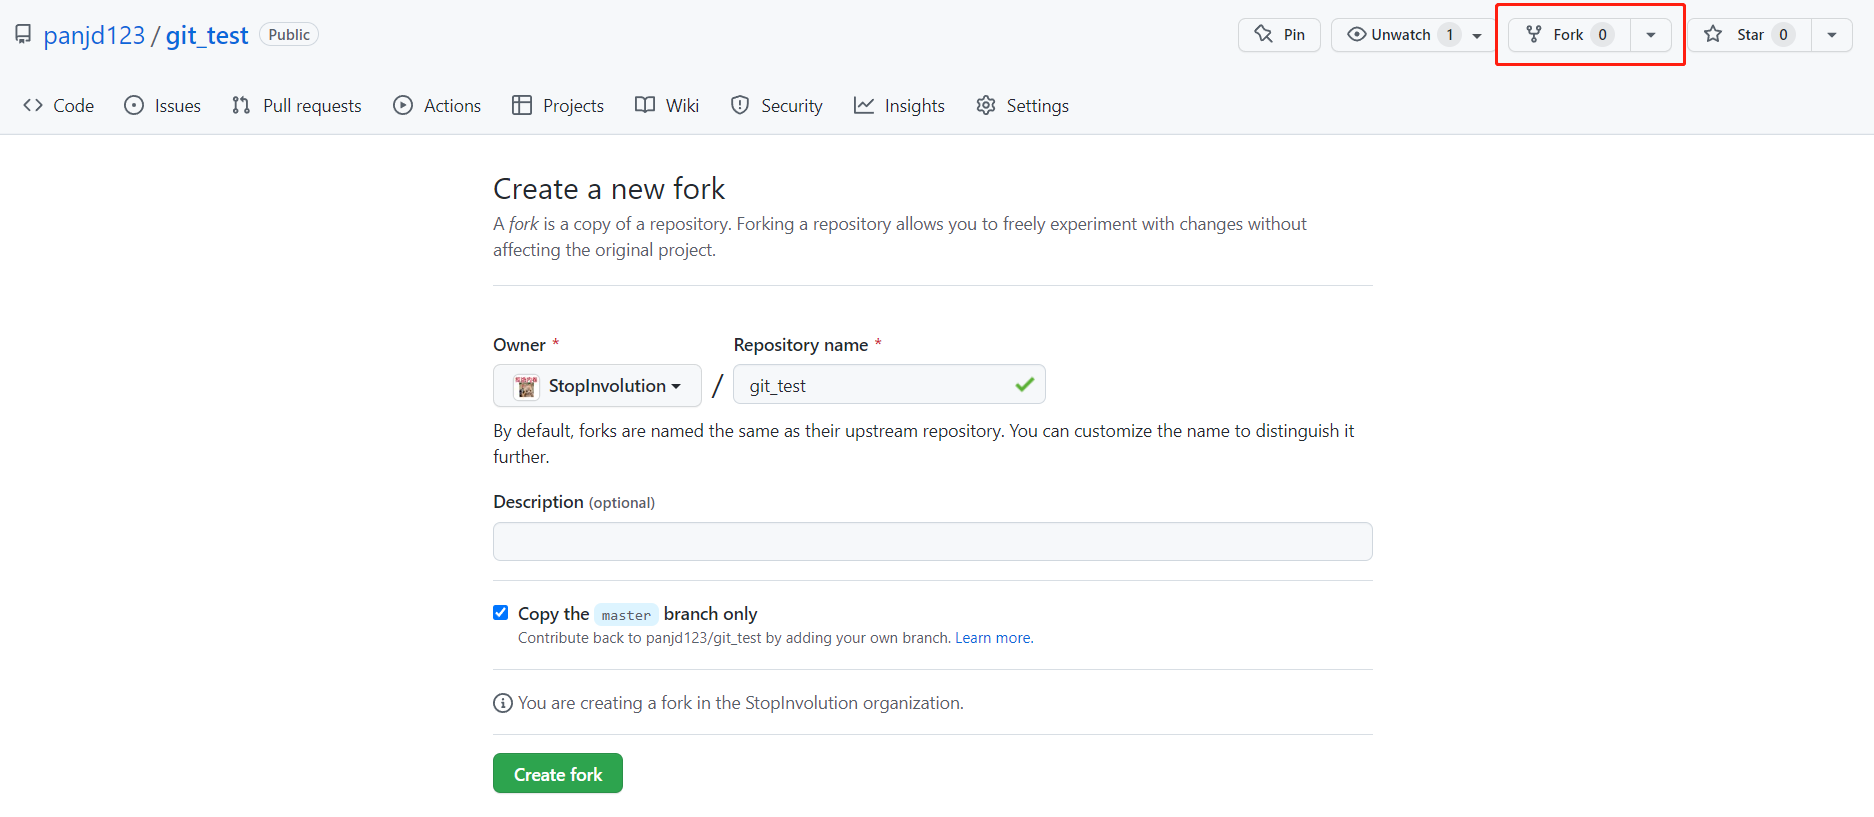 panjd123 / git_test Public
Pin
Unwatch 1
Fork 0
Star 0
Code
Issues
Pull requests
Actions
Projects
Wiki
Security
Insights
Settings
Create a new fork
A fork is a copy of a repository. Forking a repository allows you to freely experiment with changes without
affecting the original project.
Owner *
Repository name *
StopInvolution
/
git_test
By default, forks are named the same as their upstream repository. You can customize the name to distinguish it
further.
Description (optional)
Copy the master branch only
Contribute back to panjd123/git_test by adding your own branch. Learn more.
You are creating a fork in the StopInvolution organization.
Create fork